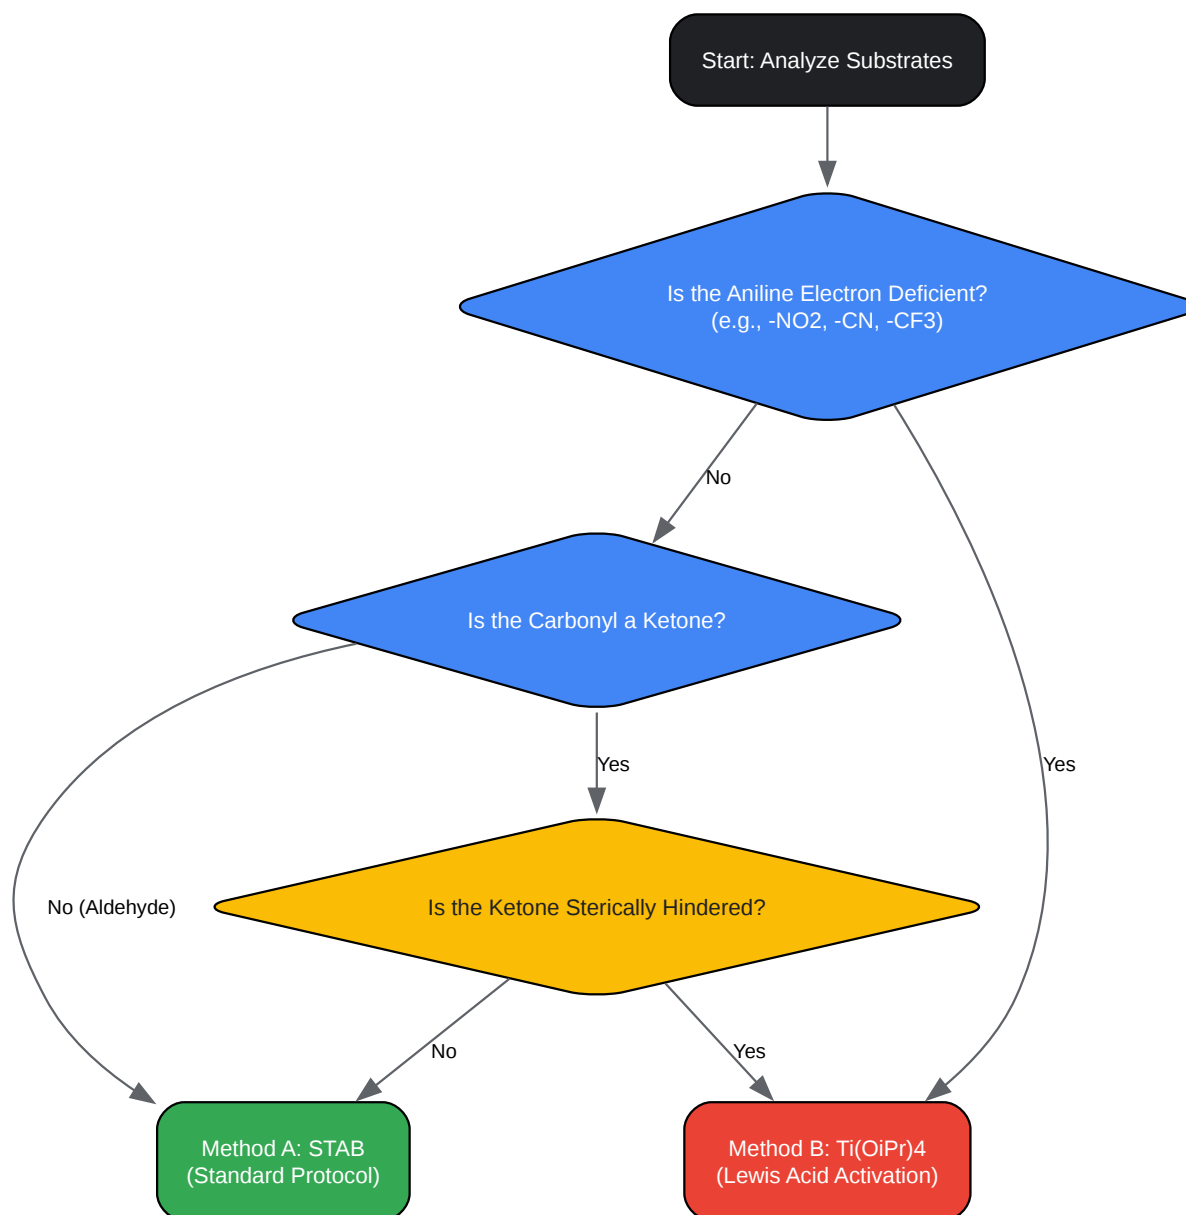 Start: Analyze Substrates
Is the Aniline Electron Deficient?
(e.g., -NO2, -CN, -CF3)
No
Is the Carbonyl a Ketone?
Yes
Yes
No (Aldehyde)
Is the Ketone Sterically Hindered?
No
Yes
Method A: STAB
(Standard Protocol)
Method B: Ti(OiPr)4
(Lewis Acid Activation)